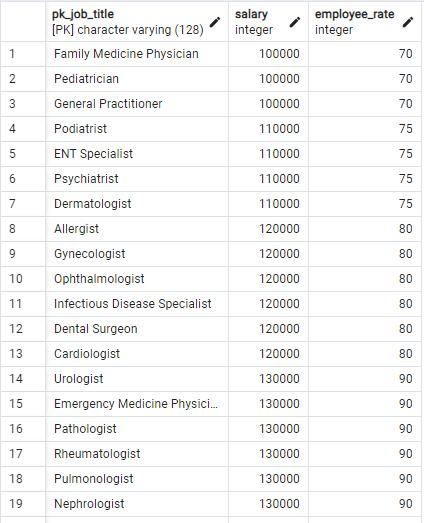 pk_job_title salary employee_rate
[PK] character varying (128) integer integer
1 Family Medicine Physician 100000 70
2 Pediatrician 100000 70
3 General Practitioner 100000 70
4 Podiatrist 110000 75
5 ENT Specialist 110000 75
6 Psychiatrist 110000 75
7 Dermatologist 110000 75
8 Allergist 120000 80
9 Gynecologist 120000 80
10 Ophthalmologist 120000 80
11 Infectious Disease Specialist 120000 80
12 Dental Surgeon 120000 80
13 Cardiologist 120000 80
14 Urologist 130000 90
15 Emergency Medicine Physici... 130000 90
16 Pathologist 130000 90
17 Rheumatologist 130000 90
18 Pulmonologist 130000 90
19 Nephrologist 130000 90